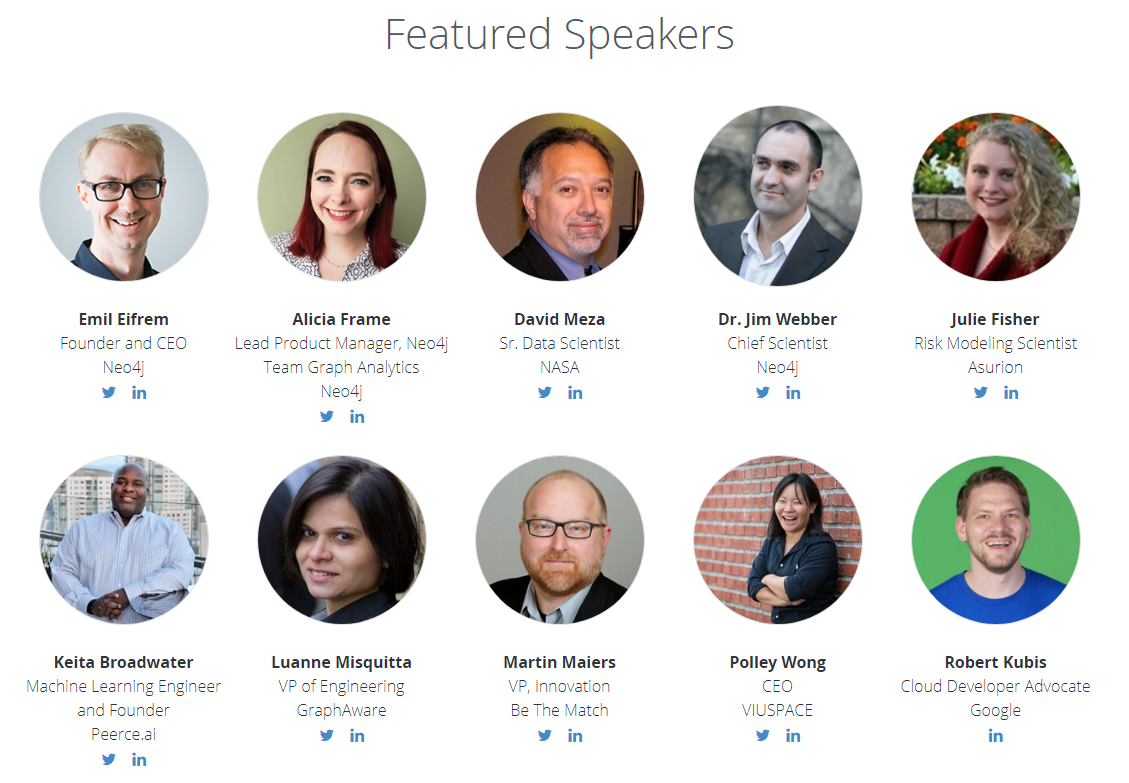 Featured Speakers
Emil Eifrem
Founder and CEO
Neo4j
Alicia Frame
Lead Product Manager, Neo4j
Team Graph Analytics
Neo4j
David Meza
Sr. Data Scientist
NASA
Dr. Jim Webber
Chief Scientist
Neo4j
Julie Fisher
Risk Modeling Scientist
Asurion
Keita Broadwater
Machine Learning Engineer
and Founder
Peerce.ai
Luanne Misquitta
VP of Engineering
GraphAware
Martin Maiers
VP, Innovation
Be The Match
Polley Wong
CEO
VIUSPACE
Robert Kubis
Cloud Developer Advocate
Google